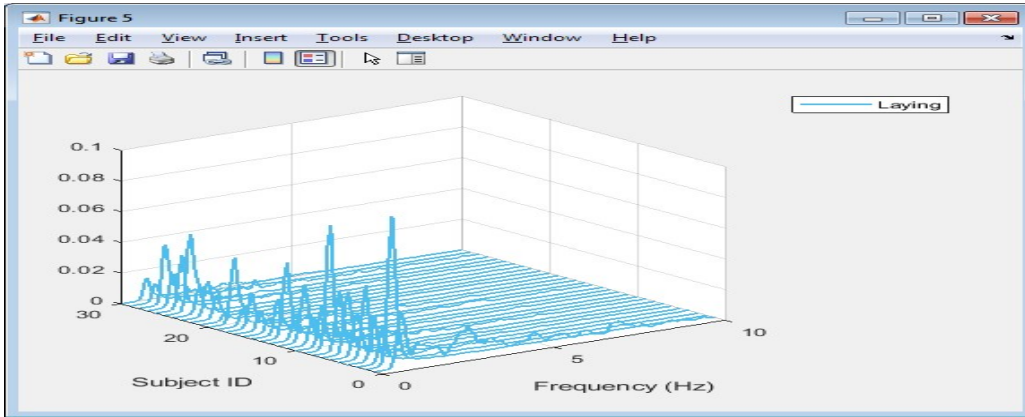 Figure 5
File Edit View Insert Tools Desktop Window Help
Laying
0.1
0.08
0.06
0.04
0.02
0
30
20
10
0
Subject ID
0
5
10
Frequency (Hz)